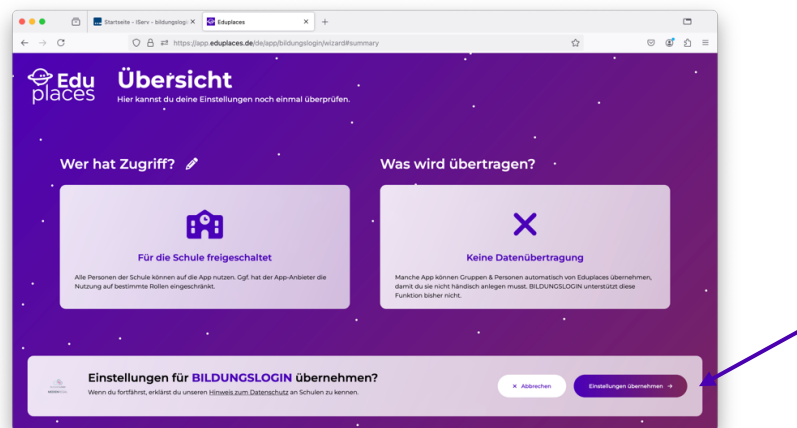 Startseite - IServ - bildungslogi
Eduplaces
https://app.eduplaces.de/de/app/bildungslogin/wizard#summary
Edu
places
Übersicht
Hier kannst du deine Einstellungen noch einmal überprüfen.
Wer hat Zugriff?
Was wird übertragen?
Für die Schule freigeschaltet
Alle Personen der Schule können auf die App nutzen. Ggf. hat der App-Anbieter die
Nutzung auf bestimmte Rollen eingeschränkt.
Keine Datenübertragung
Manche App können Gruppen & Personen automatisch von Eduplaces übernehmen,
damit du sie nicht händisch anlegen musst. BILDUNGSLOGIN unterstützt diese
Funktion bisher nicht.
Einstellungen für BILDUNGSLOGIN übernehmen?
Wenn du fortfährst, erklärst du unseren Hinweis zum Datenschutz an Schulen zu kennen.
Abbrechen
Einstellungen übernehmen